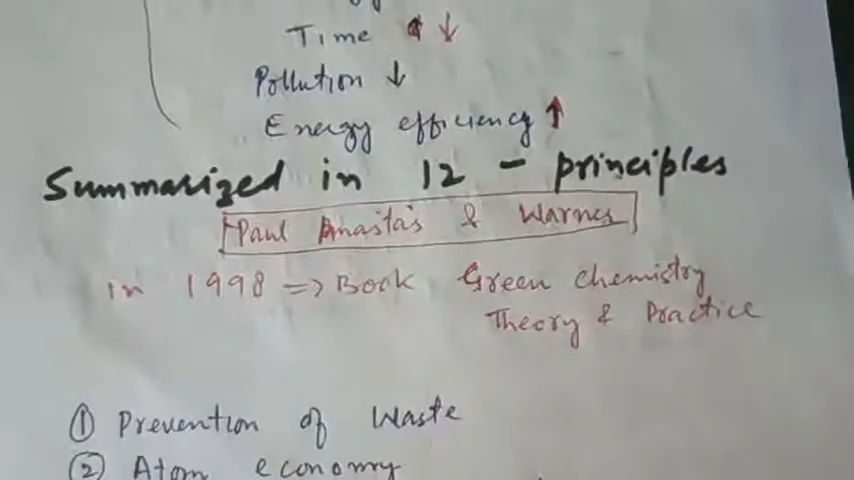 Time ↓
Pollution ↓
Energy efficiency ↑
Summarized in 12 - principles
Paul Anastas & Warnes
in 1998 => Book Green chemistry
Theory & Practice
① Prevention of Waste
② Atom economy